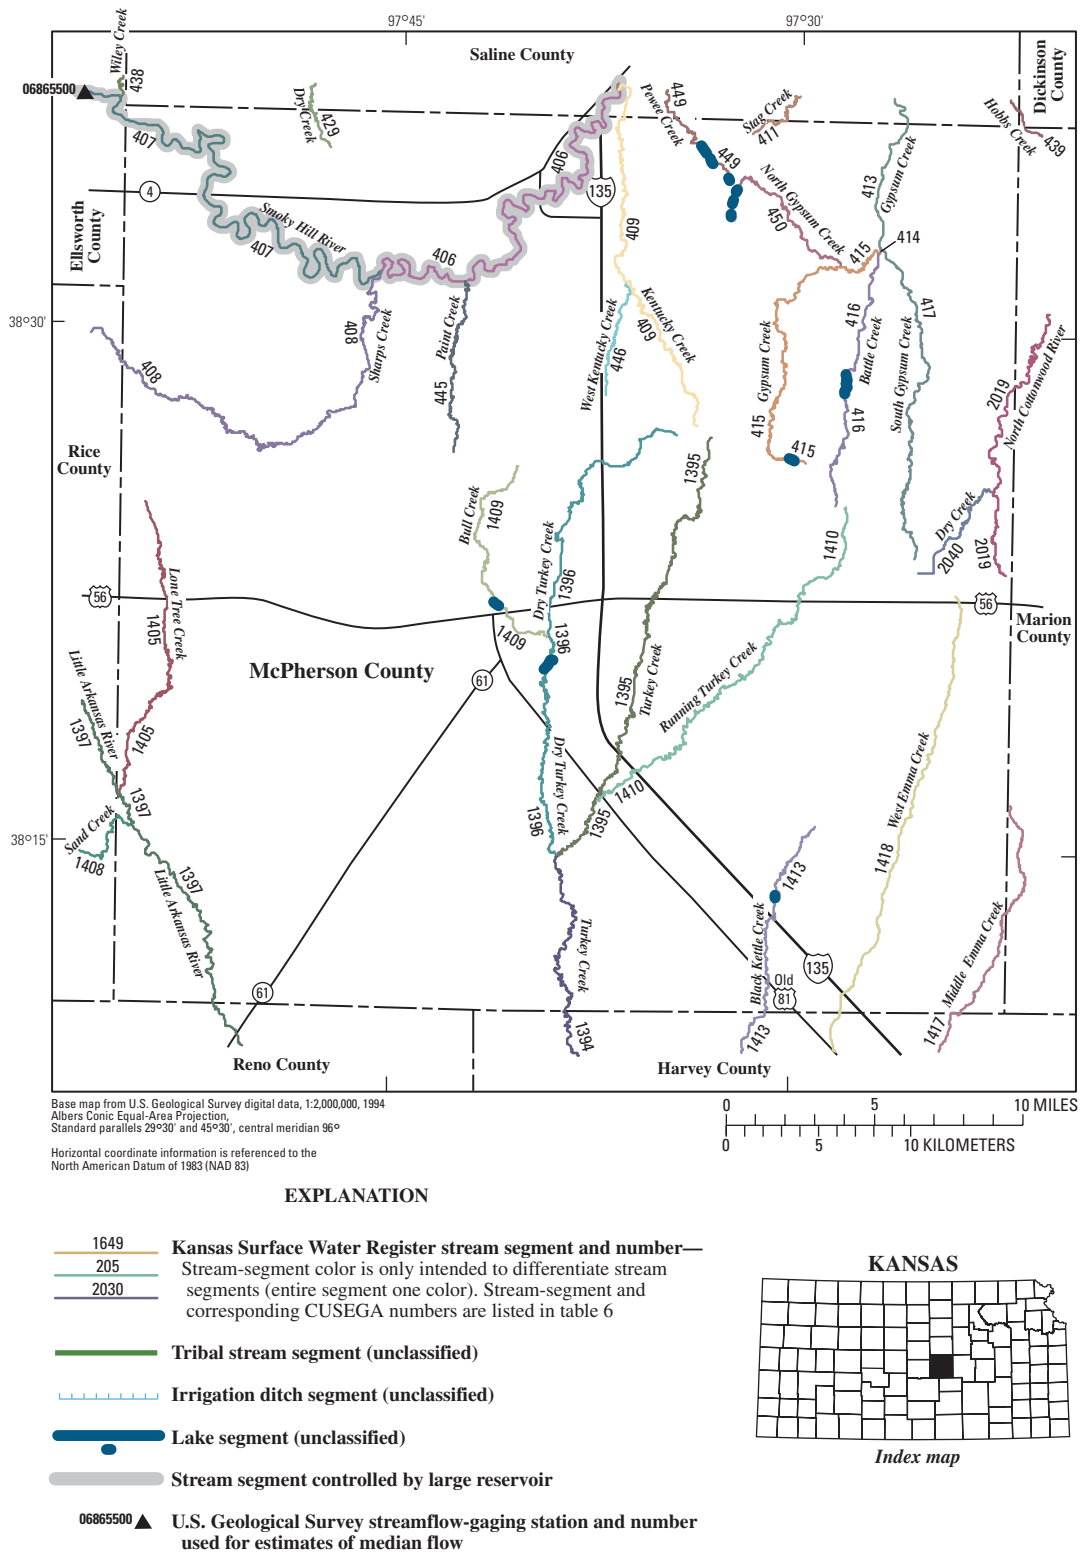 97º45'
97º30'
Saline County
Dickinson
County
Wiley Creek
438
06865500
407
Dry Creek
429
406
Pewee Creek
449
Stag Creek
411
449
Hobbs Creek
439
413
Gypsum Creek
4
135
409
North Gypsum Creek
450
Ellsworth
County
Smoky Hill River
407
406
415
414
38º30'
408
Sharps Creek
Paint Creek
445
West Kentucky Creek
446
Kentucky Creek
409
Gypsum Creek
416
Battle Creek
417
South Gypsum Creek
408
2019
North Cottonwood River
415
416
415
Rice
County
Bull Creek
1409
1395
Dry Creek
2040
2019
1410
Dry Turkey Creek
1396
Lone Tree Creek
1405
56
56
1409
1396
Marion
County
McPherson County
61
Little Arkansas River
1397
1405
1395
Turkey Creek
Running Turkey Creek
Dry Turkey Creek
1396
1410
1395
West Emma Creek
1418
1397
Sand Creek
1408
38º15'
1397
Little Arkansas River
1413
Black Kettle Creek
Turkey Creek
Middle Emma Creek
135
Old
81
61
1394
1413
1417
Reno County
Harvey County
Base map from U.S. Geological Survey digital data, 1:2,000,000, 1994
Albers Conic Equal-Area Projection,
Standard parallels 29º30' and 45º30', central meridian 96º
Horizontal coordinate information is referenced to the
North American Datum of 1983 (NAD 83)
0 5 10 MILES
0 5 10 KILOMETERS
EXPLANATION
1649
205
2030
Kansas Surface Water Register stream segment and number—
Stream-segment color is only intended to differentiate stream
segments (entire segment one color). Stream-segment and
corresponding CUSEGA numbers are listed in table 6
Tribal stream segment (unclassified)
Irrigation ditch segment (unclassified)
Lake segment (unclassified)
Stream segment controlled by large reservoir
06865500
U.S. Geological Survey streamflow-gaging station and number
used for estimates of median flow
KANSAS
Index map